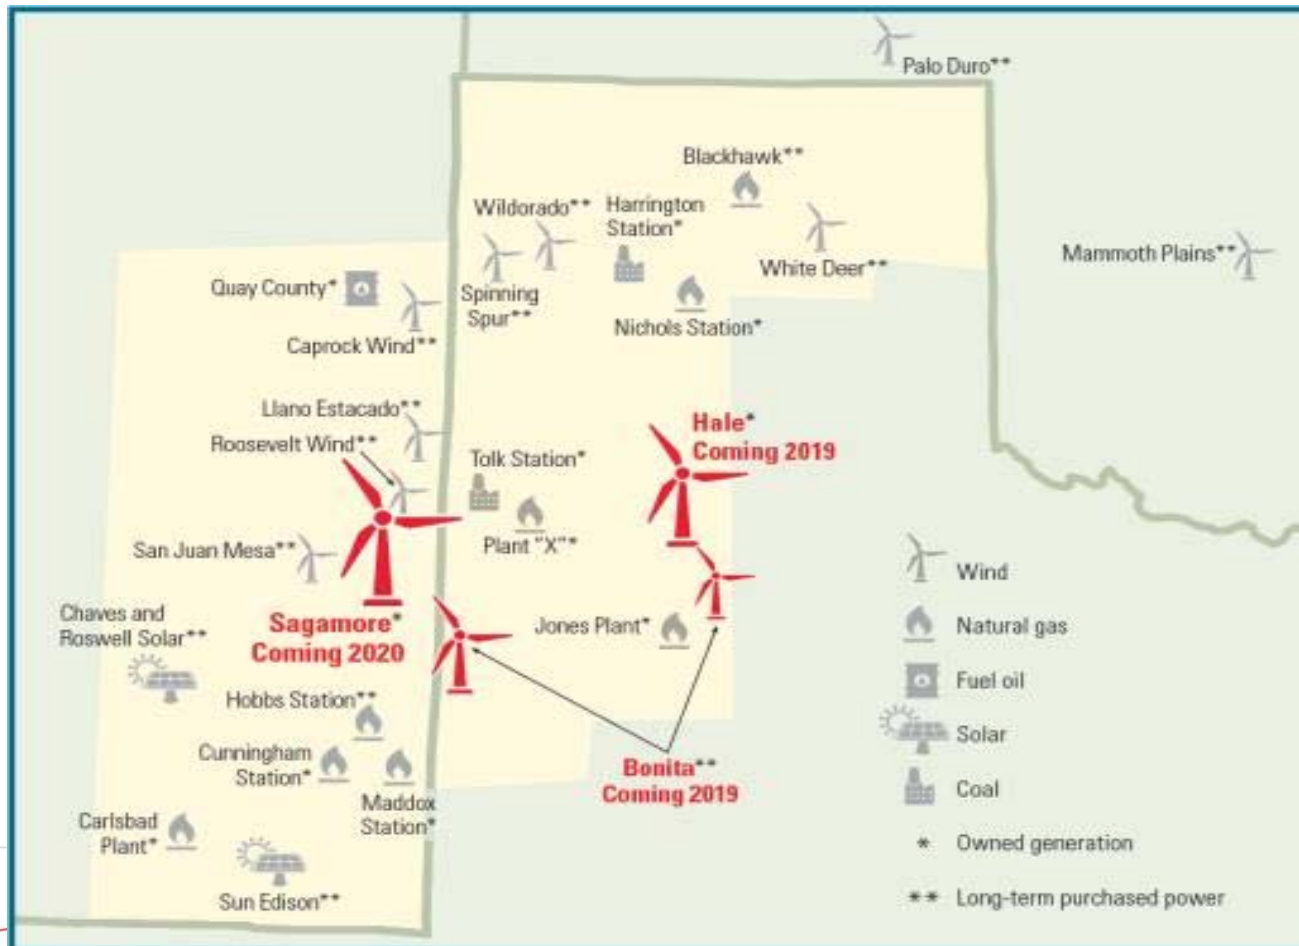 Palo Duro**
Blackhawk**
Wildorado**
Harrington
Station*
Mammoth Plains**
White Deer**
Quay County*
Spinning
Spur**
Nichols Station*
Caprock Wind**
Llano Estacado**
Roosevelt Wind**
Hale*
Coming 2019
Tolk Station*
Plant "X"*
San Juan Mesa**
Wind
Chaves and
Roswell Solar**
Sagamore*
Coming 2020
Jones Plant*
Natural gas
Fuel oil
Hobbs Station**
Solar
Cunningham
Station*
Bonita**
Coming 2019
Coal
Maddox
Station*
Carlsbad
Plant*
* Owned generation
Sun Edison**
** Long-term purchased power